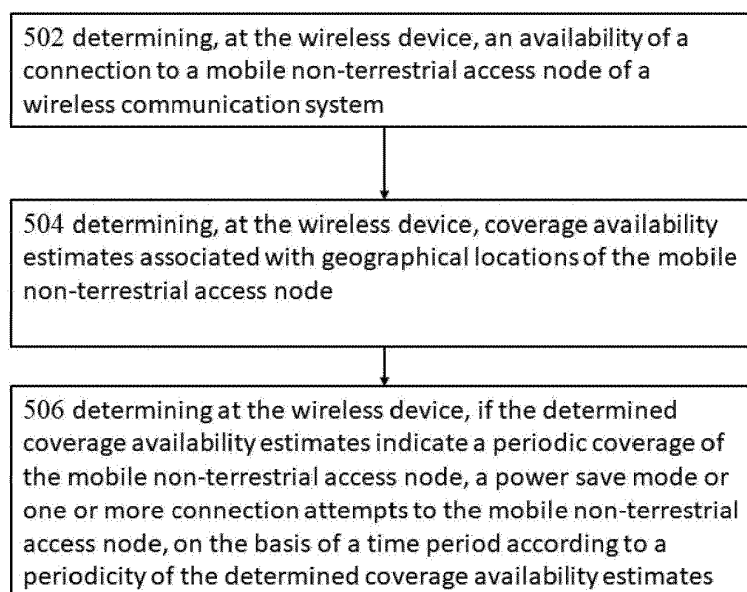 502 determining, at the wireless device, an availability of a
connection to a mobile non-terrestrial access node of a
wireless communication system
504 determining, at the wireless device, coverage availability
estimates associated with geographical locations of the mobile
non-terrestrial access node
506 determining at the wireless device, if the determined
coverage availability estimates indicate a periodic coverage of
the mobile non-terrestrial access node, a power save mode or
one or more connection attempts to the mobile non-terrestrial
access node, on the basis of a time period according to a
periodicity of the determined coverage availability estimates